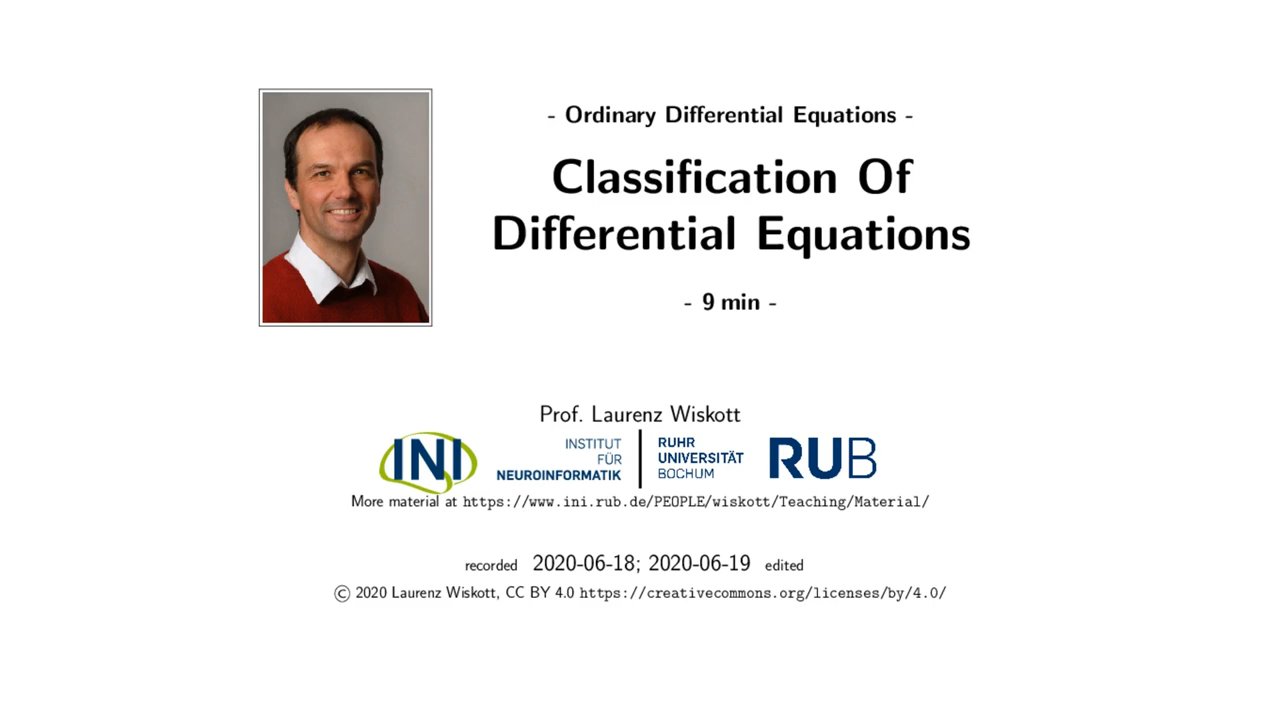 - Ordinary Differential Equations -
Classification Of
Differential Equations
- 9 min -
Prof. Laurenz Wiskott
INI
INSTITUT
FÜR
NEUROINFORMATIK
RUHR
UNIVERSITÄT
BOCHUM
RUB
More material at https://www.ini.rub.de/PEOPLE/wiskott/Teaching/Material/
recorded 2020-06-18; 2020-06-19 edited
© 2020 Laurenz Wiskott, CC BY 4.0 https://creativecommons.org/licenses/by/4.0/